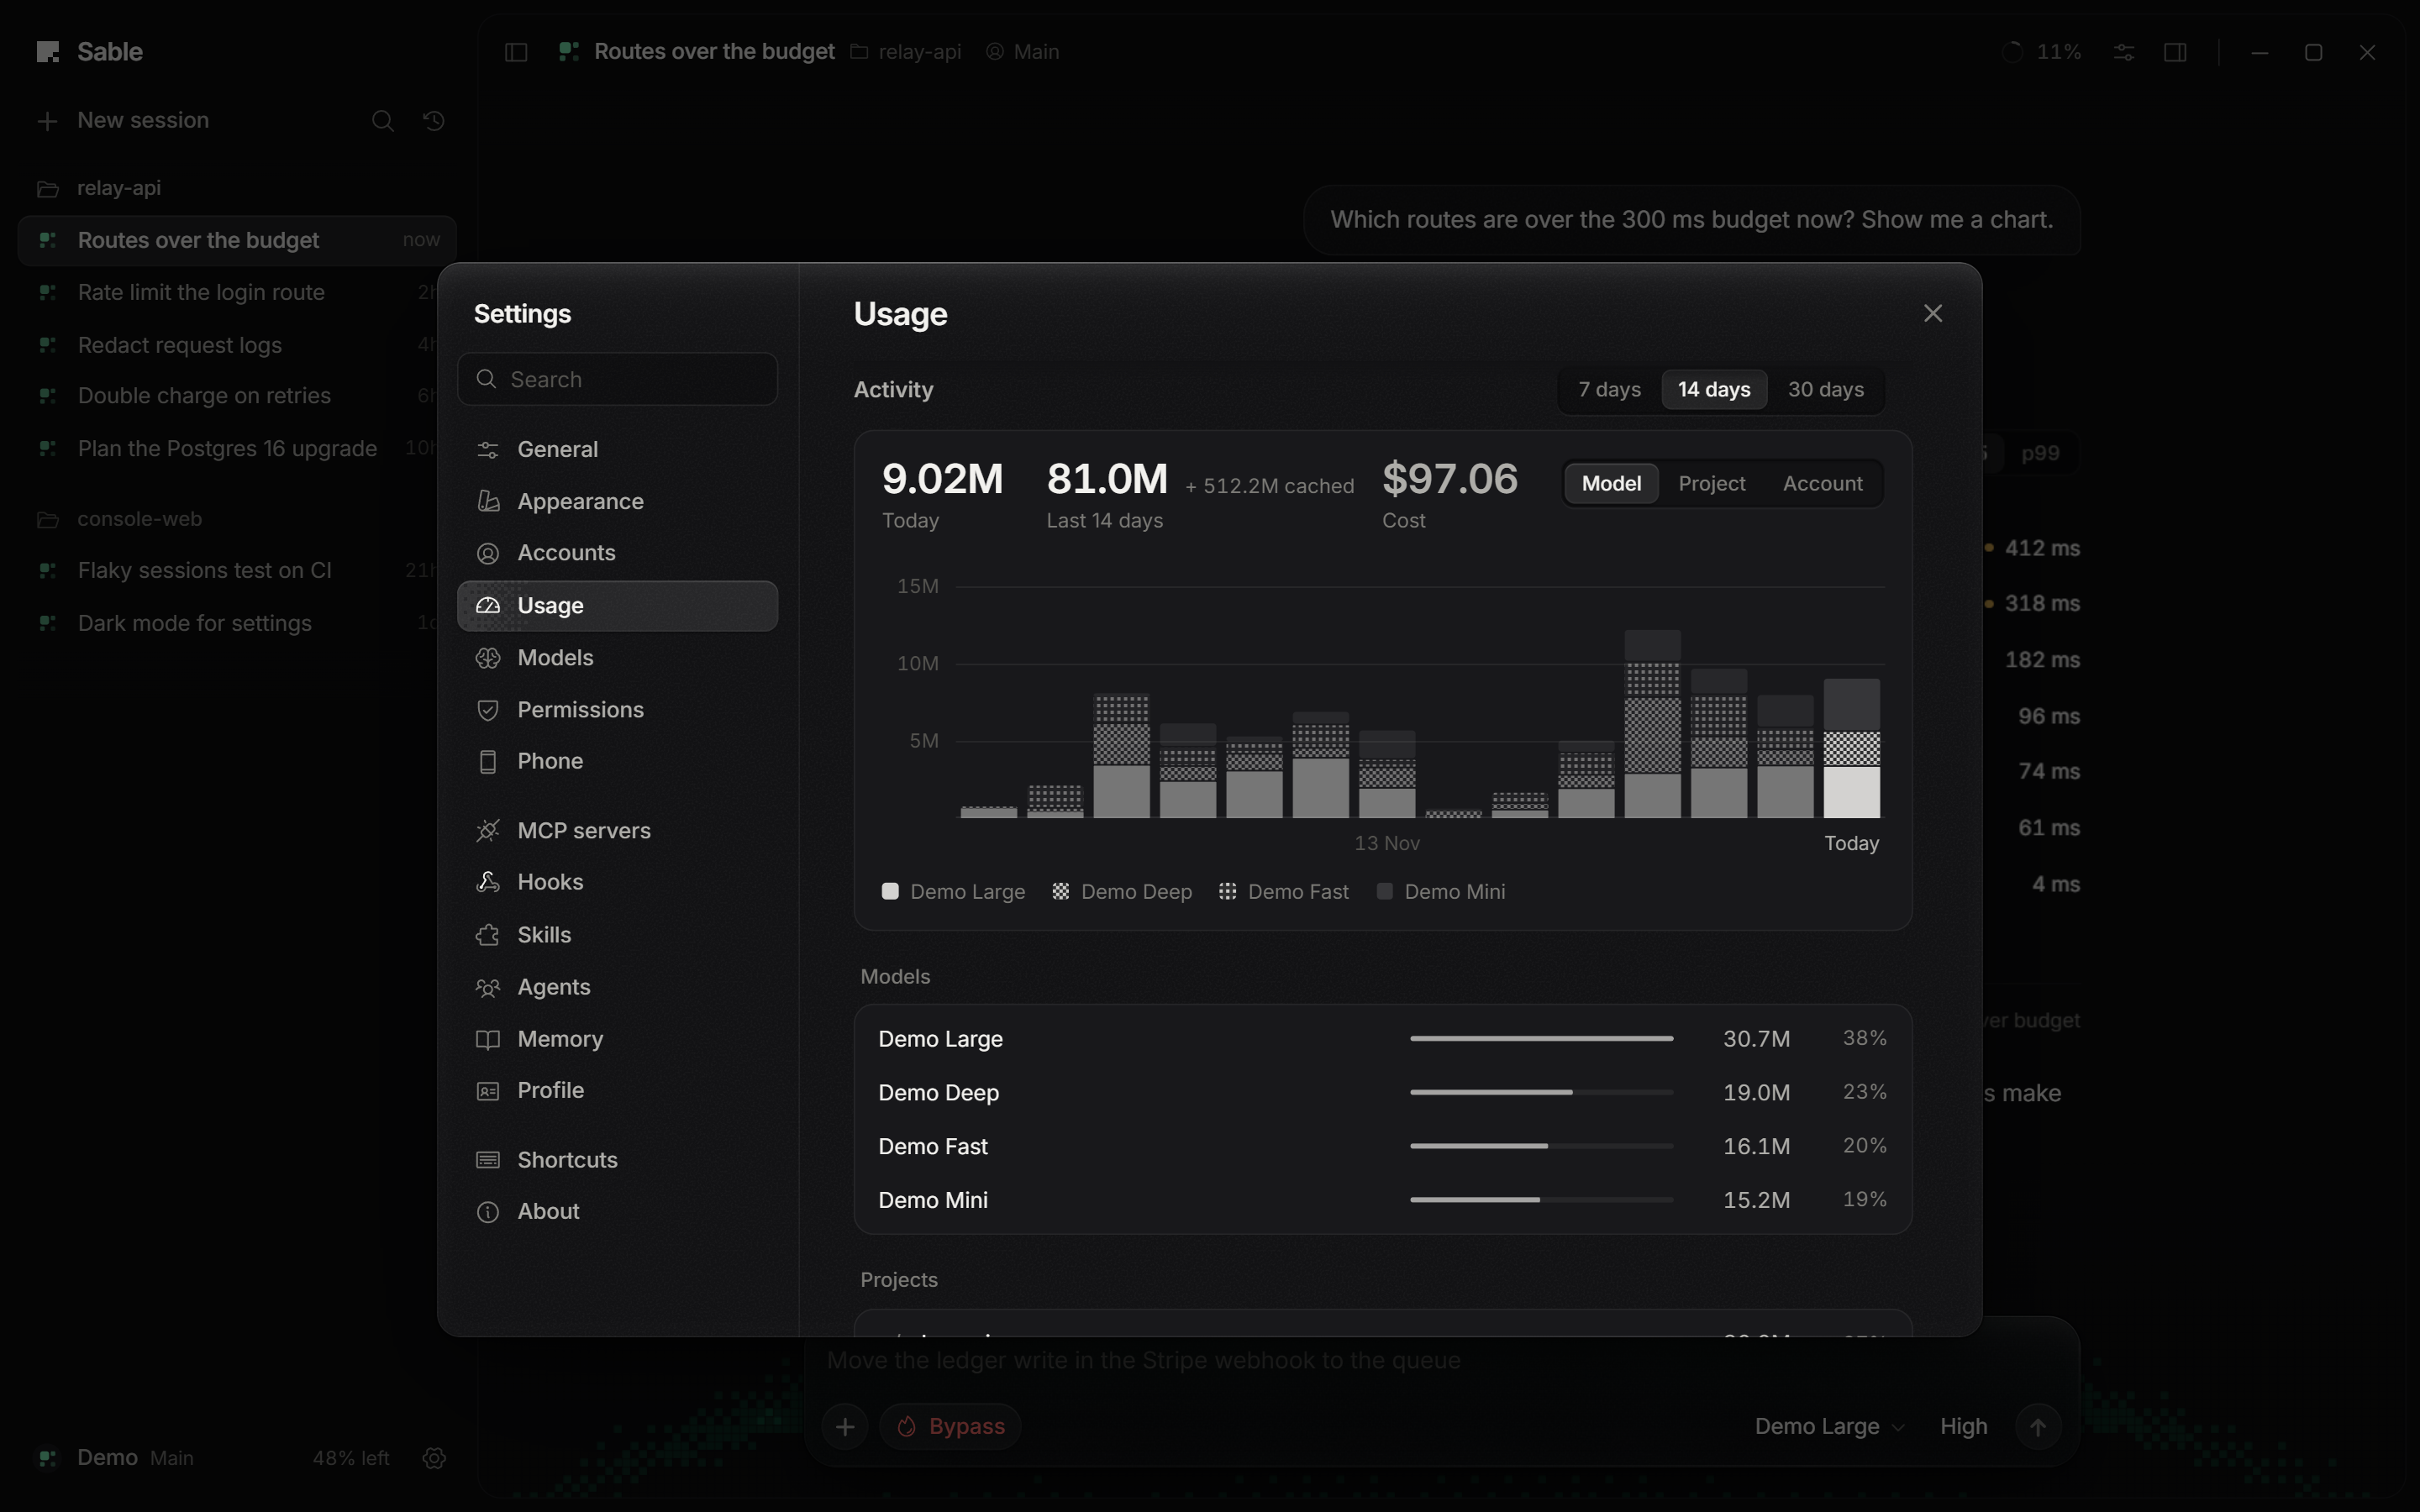 Sable
New session
relay-api
Routes over the budget now
Rate limit the login route
Redact request logs
Double charge on retries
Plan the Postgres 16 upgrade
console-web
Flaky sessions test on CI
Dark mode for settings
Demo Main 48% left
Routes over the budget relay-api Main 11%
Which routes are over the 300 ms budget now? Show me a chart.
p99
412 ms
318 ms
182 ms
96 ms
74 ms
61 ms
4 ms
budget
make
Settings
Search
General
Appearance
Accounts
Usage
Models
Permissions
Phone
MCP servers
Hooks
Skills
Agents
Memory
Profile
Shortcuts
About
Usage
Activity 7 days 14 days 30 days
9.02M 81.0M + 512.2M cached $97.06 Model Project Account
Today Last 14 days Cost
15M
10M
5M
13 Nov Today
Demo Large Demo Deep Demo Fast Demo Mini
Models
Demo Large 30.7M 38%
Demo Deep 19.0M 23%
Demo Fast 16.1M 20%
Demo Mini 15.2M 19%
Projects
Move the ledger write in the Stripe webhook to the queue
Bypass Demo Large High